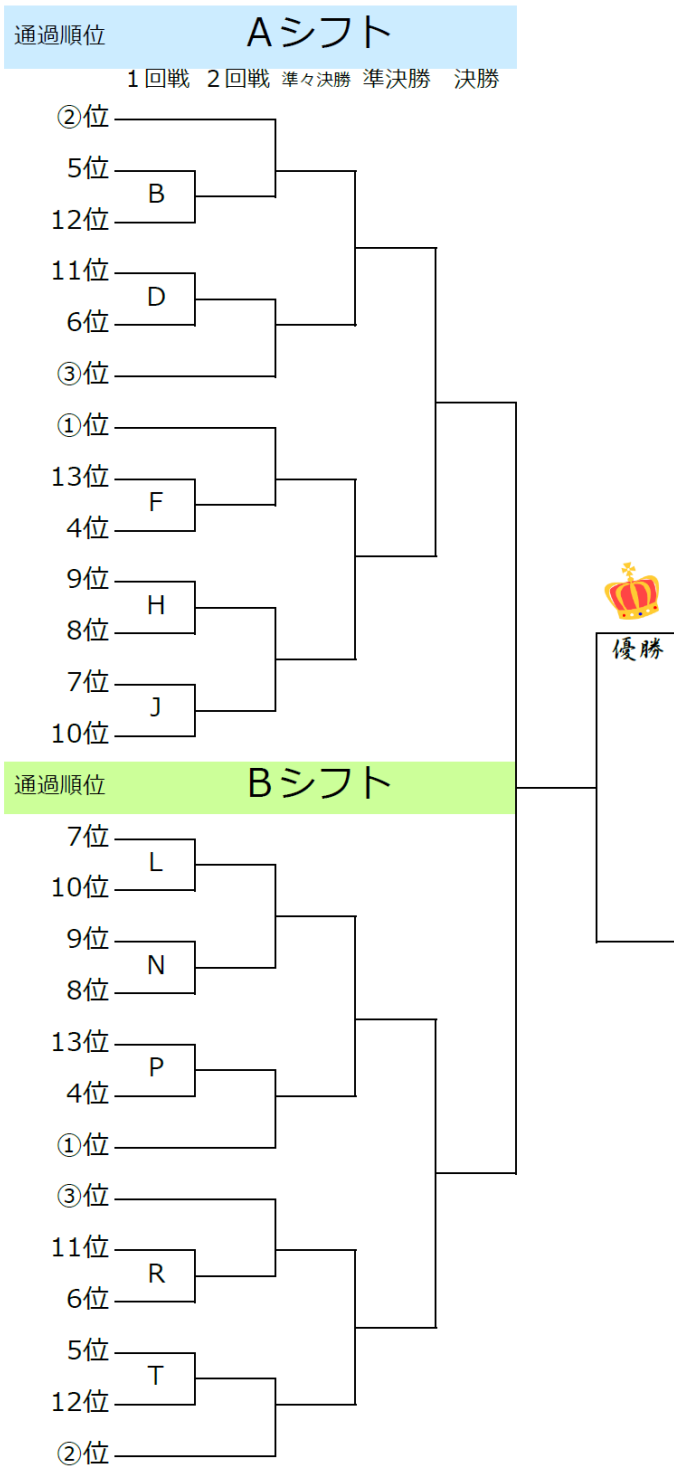 通過順位 Aシフト
1回戦 2回戦 準々決勝 準決勝 決勝
②位
5位
B
12位
11位
D
6位
③位
①位
13位
F
4位
9位
H
8位
優勝
7位
J
10位
通過順位 Bシフト
7位
L
10位
9位
N
8位
13位
P
4位
①位
③位
11位
R
6位
5位
T
12位
②位